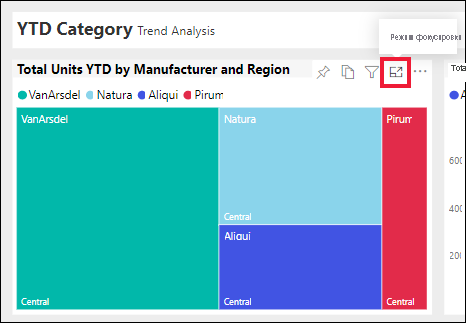 YTD Category Trend Analysis
Режим фокусировки
Total Units YTD by Manufacturer and Region
VanArsdel Natura Aliqui Pirum
VanArsdel
Natura
Pirum
Central
Aliqui
Central
Central
Central
Tota
A
600
400
200